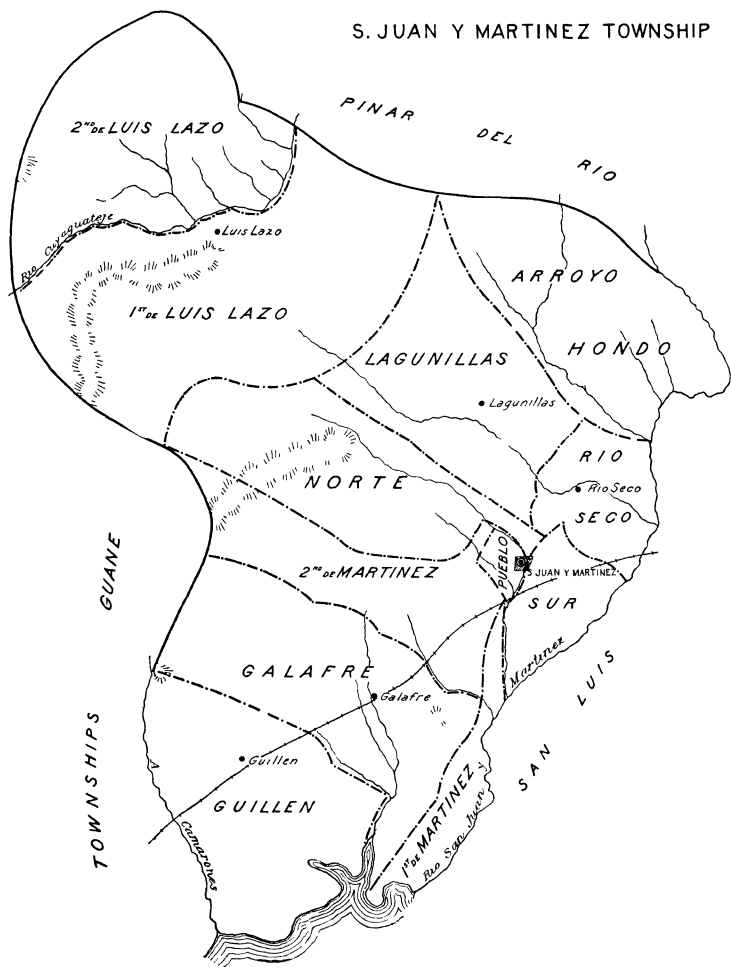 S. JUAN Y MARTINEZ TOWNSHIP
PINAR DEL RIO
2ND DE LUIS LAZO
Rio Cuyaguateje
Luis Lazo
1ST DE LUIS LAZO
ARROYO
HONDO
LAGUNILLAS
Lagunillas
RIO
Rio Seco
SECO
NORTE
PUEBLO
S JUAN Y MARTINEZ
SUR
2ND DE MARTINEZ
GUANE
GALAFRE
Galafre
Martinez
SAN LUIS
Guillen
GUILLEN
TOWNSHIPS
Camarones
1ST DE MARTINEZ
Rio San Juan y